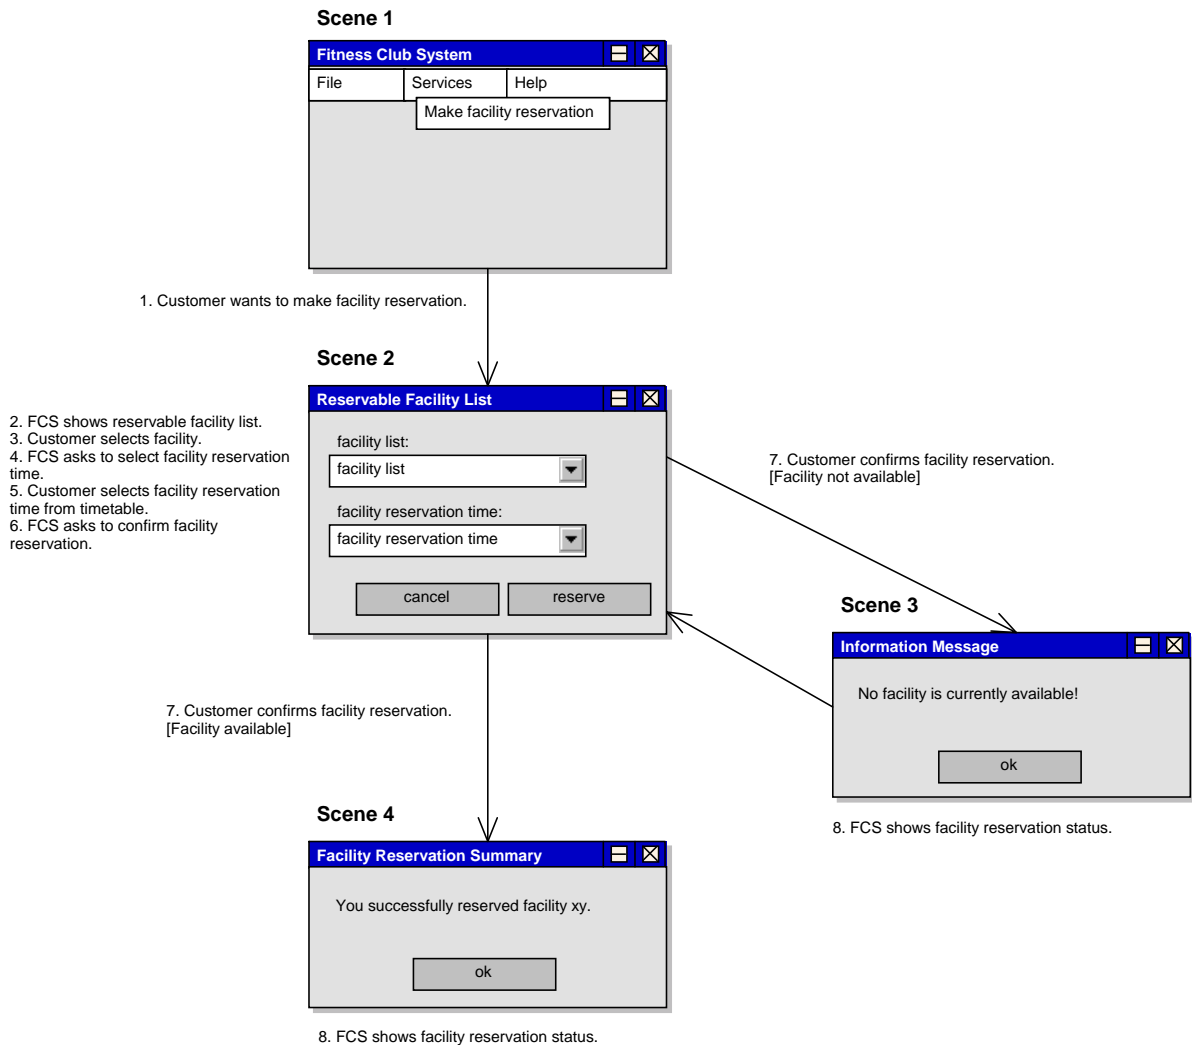 Scene 1
Fitness Club System
File Services Help
Make facility reservation
1. Customer wants to make facility reservation.
Scene 2
Reservable Facility List
2. FCS shows reservable facility list.
3. Customer selects facility.
4. FCS asks to select facility reservation
time.
5. Customer selects facility reservation
time from timetable.
6. FCS asks to confirm facility
reservation.
facility list:
facility list
facility reservation time:
facility reservation time
cancel reserve
7. Customer confirms facility reservation.
[Facility not available]
Scene 3
Information Message
No facility is currently available!
ok
8. FCS shows facility reservation status.
7. Customer confirms facility reservation.
[Facility available]
Scene 4
Facility Reservation Summary
You successfully reserved facility xy.
ok
8. FCS shows facility reservation status.